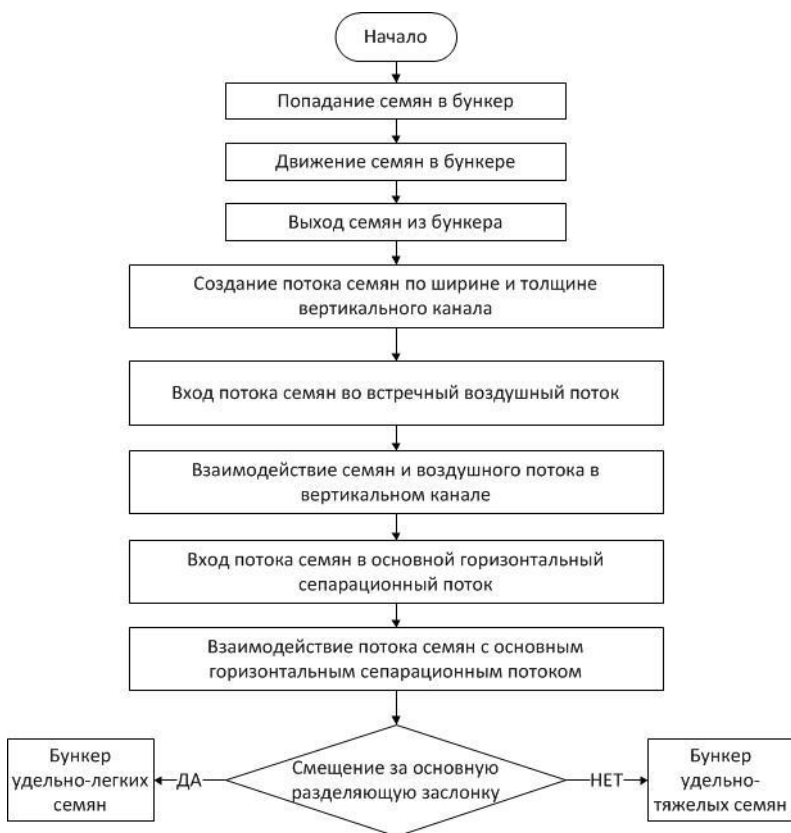 Начало
Попадание семян в бункер
Движение семян в бункере
Выход семян из бункера
Создание потока семян по ширине и толщине
вертикального канала
Вход потока семян во встречный воздушный поток
Взаимодействие семян и воздушного потока в
вертикальном канале
Вход потока семян в основной горизонтальный
сепарационный поток
Взаимодействие потока семян с основным
горизонтальным сепарационным потоком
Бункер
удельно-легких
семян
ДА
Смещение за основную
разделяющую заслонку
НЕТ
Бункер
удельно-
тяжелых семян